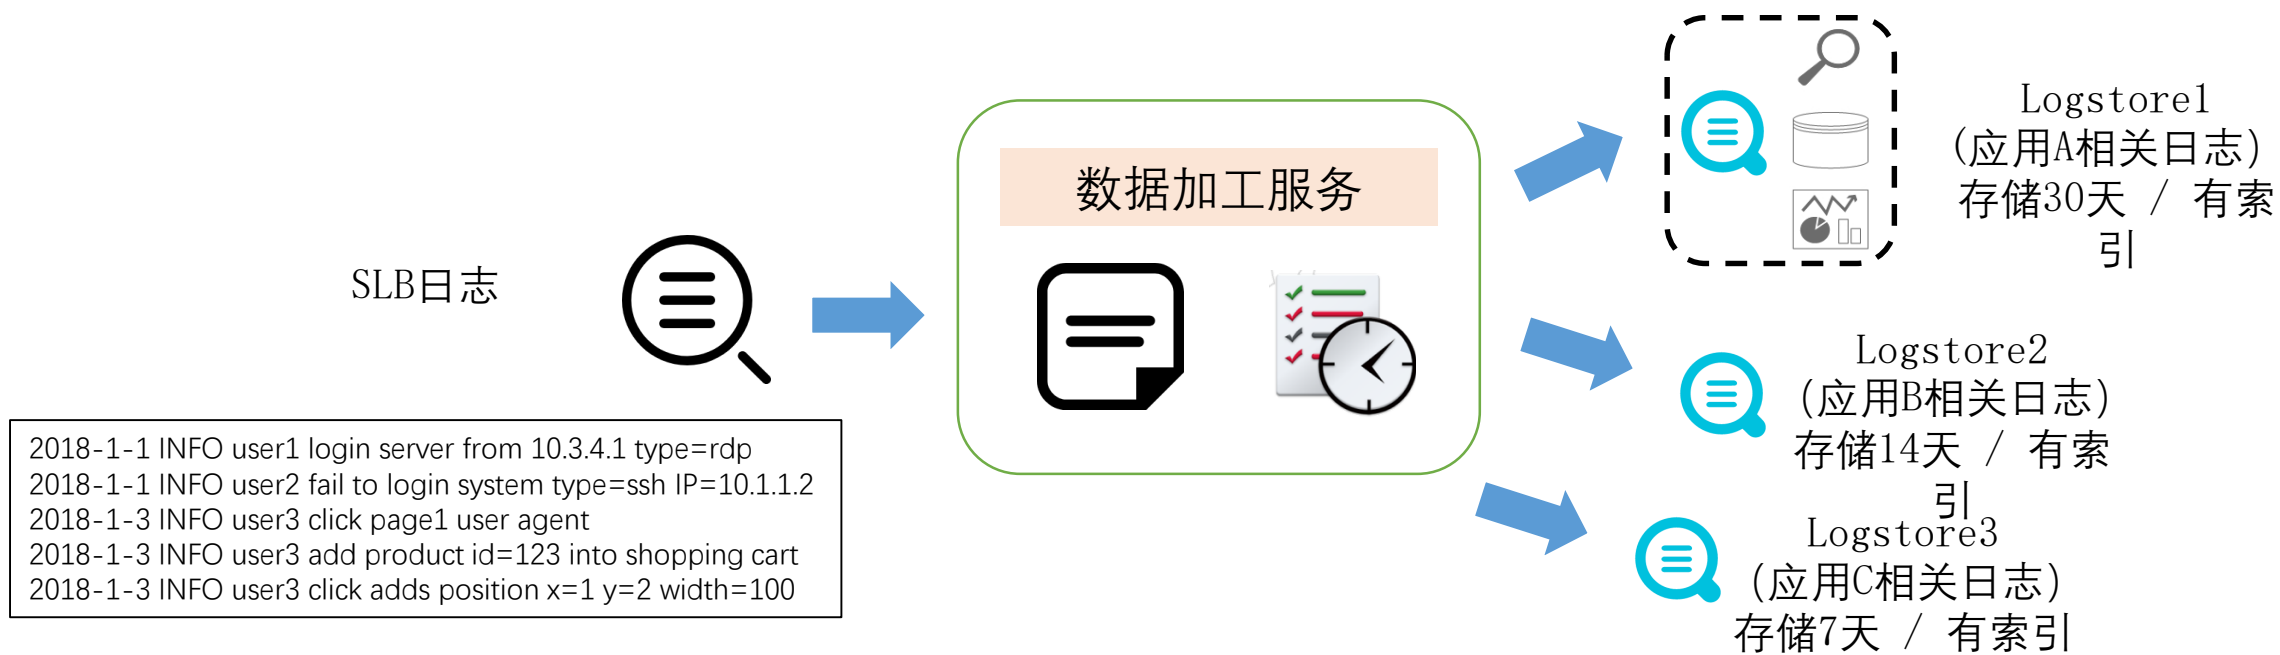 SLB日志
2018-1-1 INFO user1 login server from 10.3.4.1 type=rdp
2018-1-1 INFO user2 fail to login system type=ssh IP=10.1.1.2
2018-1-3 INFO user3 click page1 user agent
2018-1-3 INFO user3 add product id=123 into shopping cart
2018-1-3 INFO user3 click adds position x=1 y=2 width=100
数据加工服务
Logstore1
(应用A相关日志)
存储30天 / 有索
引
Logstore2
(应用B相关日志)
存储14天 / 有索
引
Logstore3
(应用C相关日志)
存储7天 / 有索引